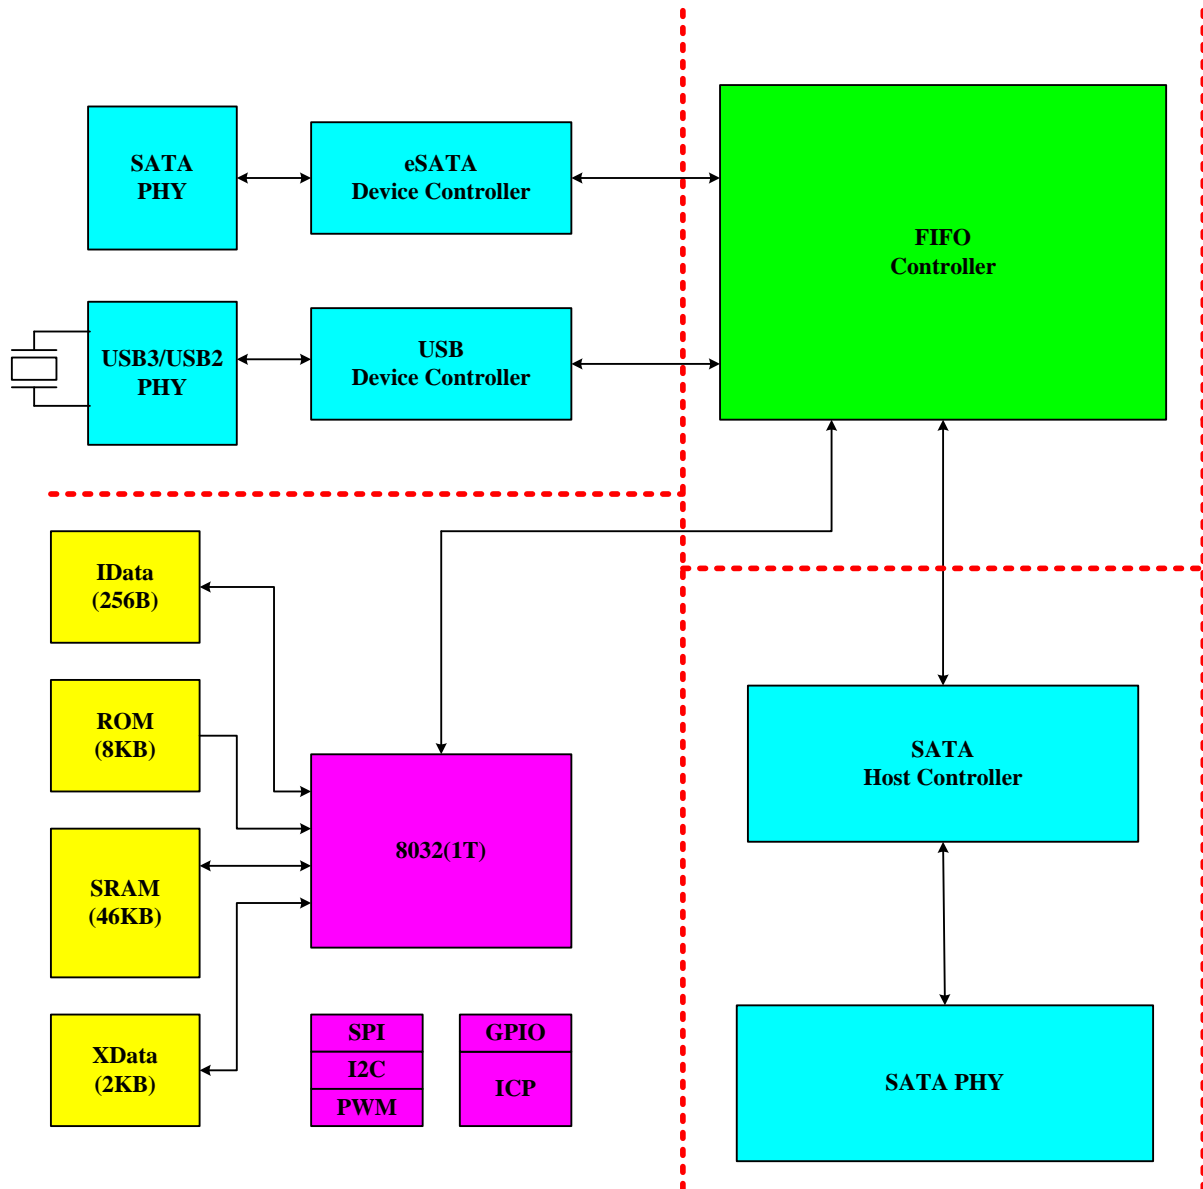 SATA
PHY
eSATA
Device Controller
FIFO
Controller
USB3/USB2
PHY
USB
Device Controller
IData
(256B)
ROM
(8KB)
SRAM
(46KB)
XData
(2KB)
8032(1T)
SPI
I2C
PWM
GPIO
ICP
SATA
Host Controller
SATA PHY